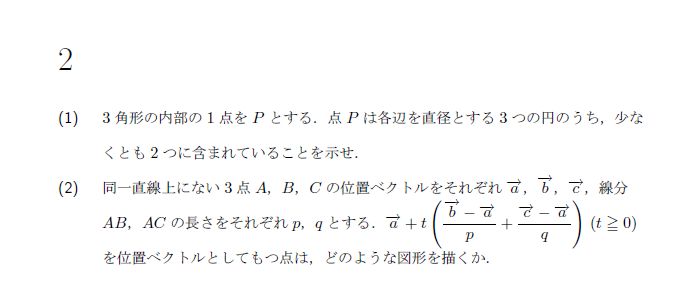 2
(1) 3 角形の内部の 1 点を P とする．点 P は各辺を直径とする 3 つの円のうち，少な
くとも 2 つに含まれていることを示せ．
(2) 同一直線上にない 3 点 A，B，C の位置ベクトルをそれぞれ $\overrightarrow{a}$，$\overrightarrow{b}$，$\overrightarrow{c}$，線分
AB，AC の長さをそれぞれ p，q とする．$\overrightarrow{a} + t\left(\dfrac{\overrightarrow{b} - \overrightarrow{a}}{p} + \dfrac{\overrightarrow{c} - \overrightarrow{a}}{q}\right)$ (t ≧ 0)
を位置ベクトルとしてもつ点は，どのような図形を描くか．